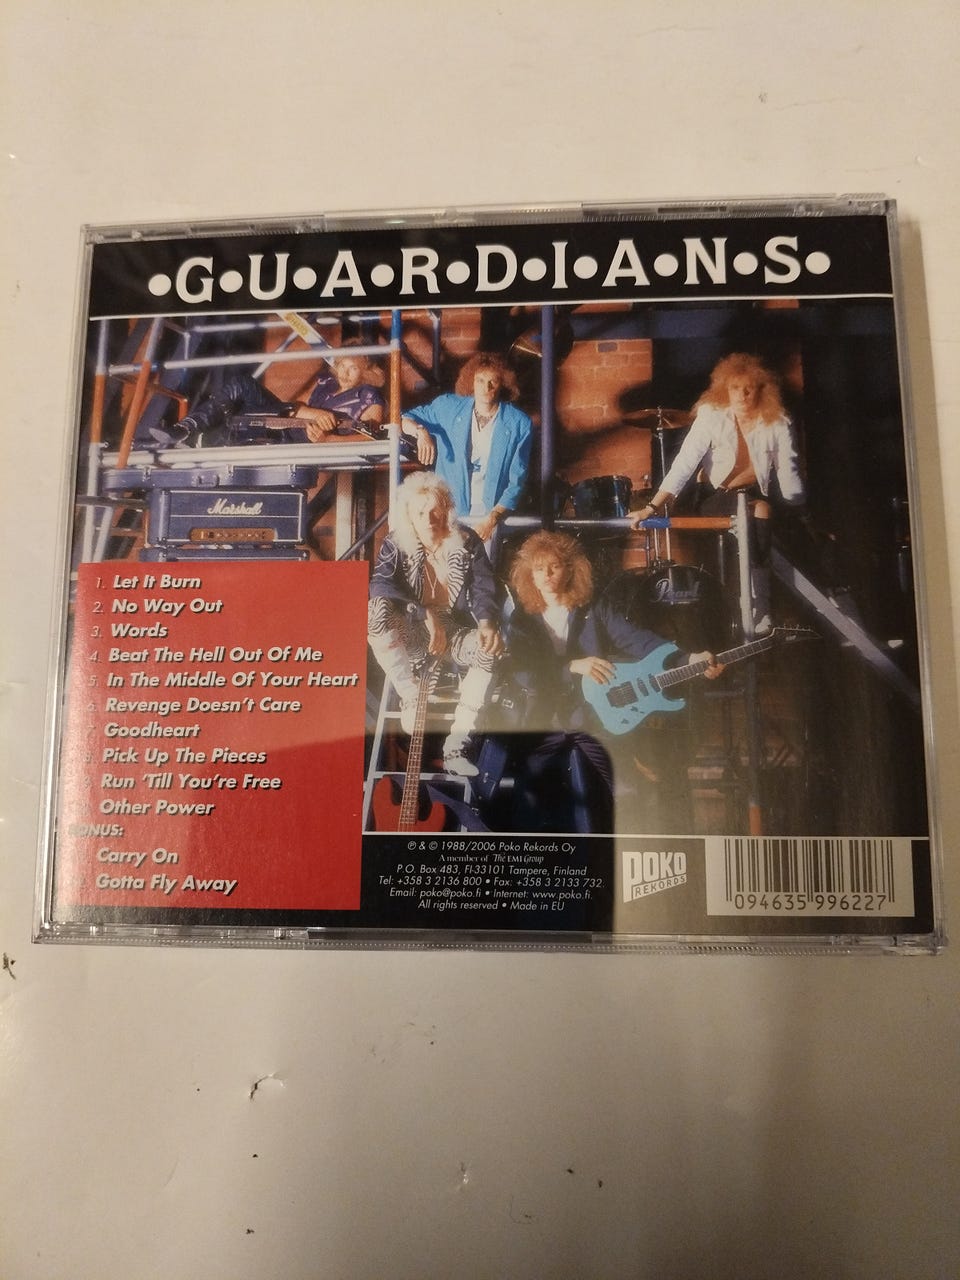 •G•U•A•R•D•I•A•N•S•
Marshall
Pearl
1. Let It Burn
2. No Way Out
3. Words
4. Beat The Hell Out Of Me
5. In The Middle Of Your Heart
6. Revenge Doesn't Care
7. Goodheart
Pick Up The Pieces
Run 'Till You're Free
Other Power
BONUS:
Carry On
Gotta Fly Away
℗ & © 1988/2006 Poko Rekords Oy
A member of The EMI Group
P.O. Box 483, FI-33101 Tampere, Finland
Tel: +358 3 2136 800 • Fax: +358 3 2133 732
Email: poko@poko.fi • Internet: www.poko.fi.
All rights reserved • Made in EU
POKO
REKORDS
094635 996227